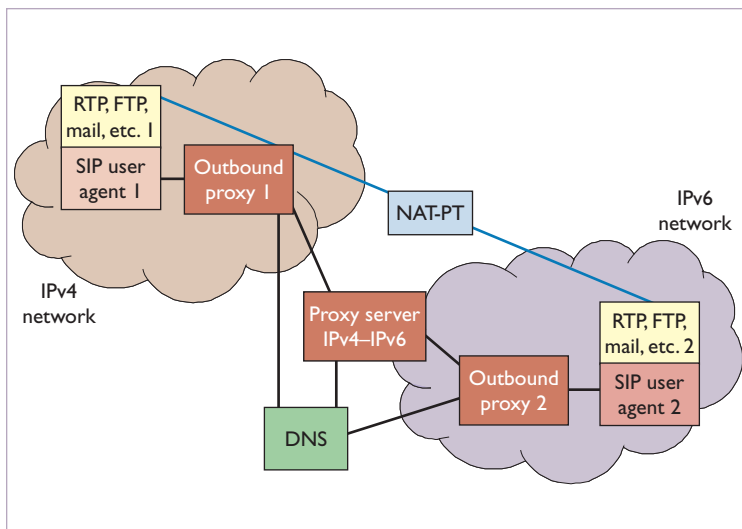 RTP, FTP,
mail, etc. 1
SIP user
agent 1
Outbound
proxy 1
NAT-PT
IPv6
network
IPv4
network
Proxy server
IPv4–IPv6
RTP, FTP,
mail, etc. 2
SIP user
agent 2
Outbound
proxy 2
DNS